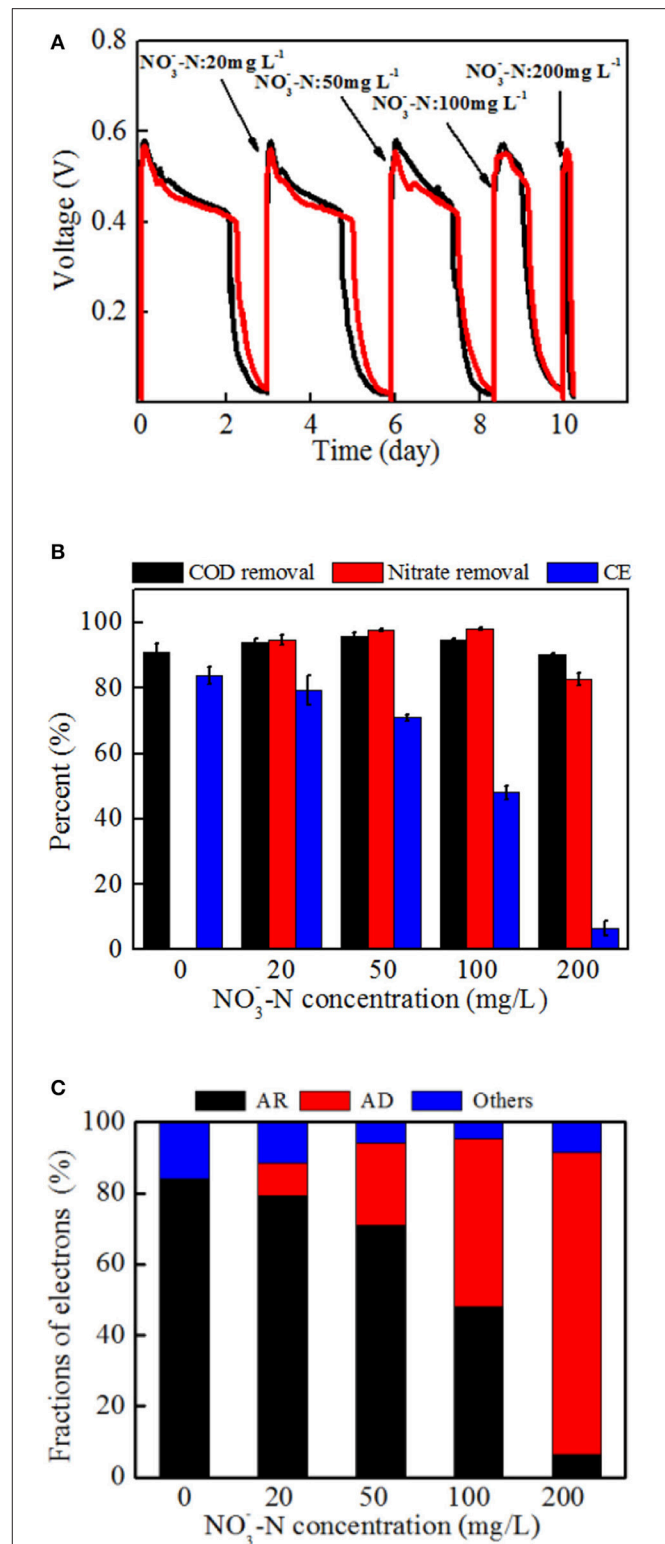 A
0.8
NO₃⁻-N:20mg L⁻¹
NO₃⁻-N:50mg L⁻¹
NO₃⁻-N:100mg L⁻¹
NO₃⁻-N:200mg L⁻¹
0.6
0.4
0.2
Voltage (V)
0 2 4 6 8 10
Time (day)
B
COD removal Nitrate removal CE
100
80
60
40
20
0
Percent (%)
0 20 50 100 200
NO₃⁻-N concentration (mg/L)
C
AR AD Others
100
80
60
40
20
0
Fractions of electrons (%)
0 20 50 100 200
NO₃⁻-N concentration (mg/L)